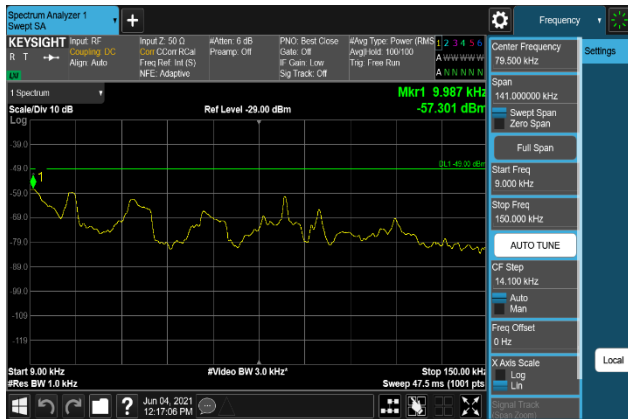 Spectrum Analyzer 1
Swept SA
+
Frequency
KEYSIGHT
R T
LXI
Input: RF
Coupling: DC
Align: Auto
Input Z: 50 Ω
Corr CCorr RCal
Freq Ref: Int (S)
NFE: Adaptive
#Atten: 6 dB
Preamp: Off
PNO: Best Close
Gate: Off
IF Gain: Low
Sig Track: Off
#Avg Type: Power (RMS
Avg|Hold: 100/100
Trig: Free Run
1 2 3 4 5 6
A W W W W W
A N N N N N
1 Spectrum
Scale/Div 10 dB
Log
Ref Level -29.00 dBm
Mkr1 9.987 kHz
-57.301 dBm
-39.0
-49.0
-59.0
-69.0
-79.0
-89.0
-99.0
-109
-119
DL1 -49.00 dBm
1
Start 9.00 kHz
#Res BW 1.0 kHz
#Video BW 3.0 kHz*
Stop 150.00 kHz
Sweep 47.5 ms (1001 pts
Jun 04, 2021
12:17:06 PM
?
Center Frequency
79.500 kHz
Span
141.000000 kHz
Swept Span
Zero Span
Full Span
Start Freq
9.000 kHz
Stop Freq
150.000 kHz
AUTO TUNE
CF Step
14.100 kHz
Auto
Man
Freq Offset
0 Hz
X Axis Scale
Log
Lin
Signal Track
(Span Zoom)
Settings
Local